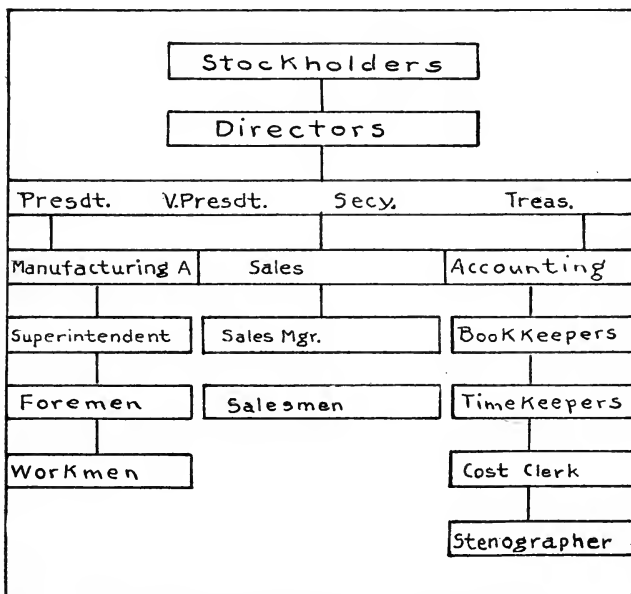 Stockholders
Directors
Presdt. V.Presdt. Secy. Treas.
Manufacturing A Sales Accounting
Superintendent Sales Mgr. BookKeepers
Foremen Salesmen TimeKeepers
Workmen Cost Clerk
Stenographer